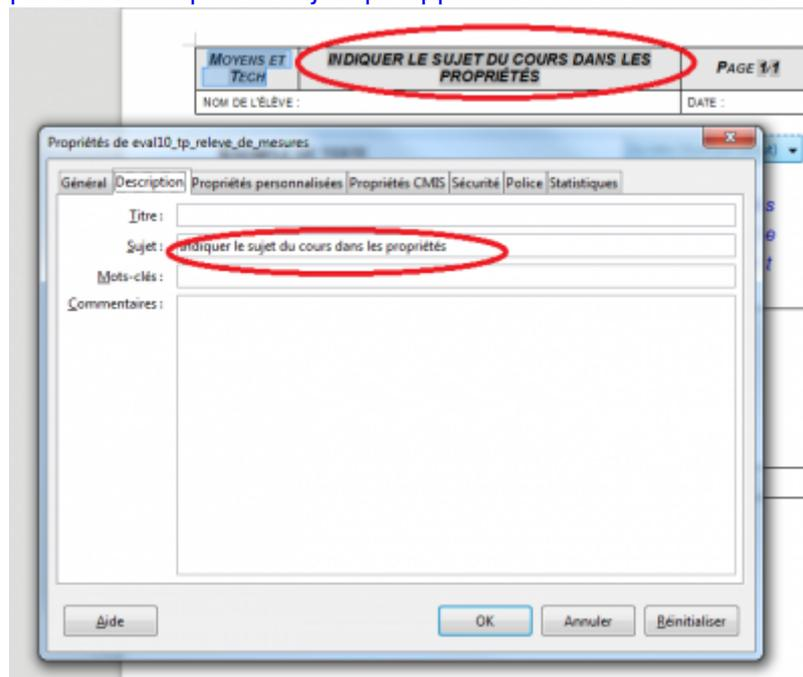 MOYENS ET TECH
INDIQUER LE SUJET DU COURS DANS LES PROPRIÉTÉS
PAGE 1/1
NOM DE L'ÉLÈVE :
DATE :
Propriétés de eval10_tp_releve_de_mesures
Général Description Propriétés personnalisées Propriétés CMIS Sécurité Police Statistiques
Titre :
Sujet : Indiquer le sujet du cours dans les propriétés
Mots-clés :
Commentaires :
s
e
t
Aide OK Annuler Réinitialiser